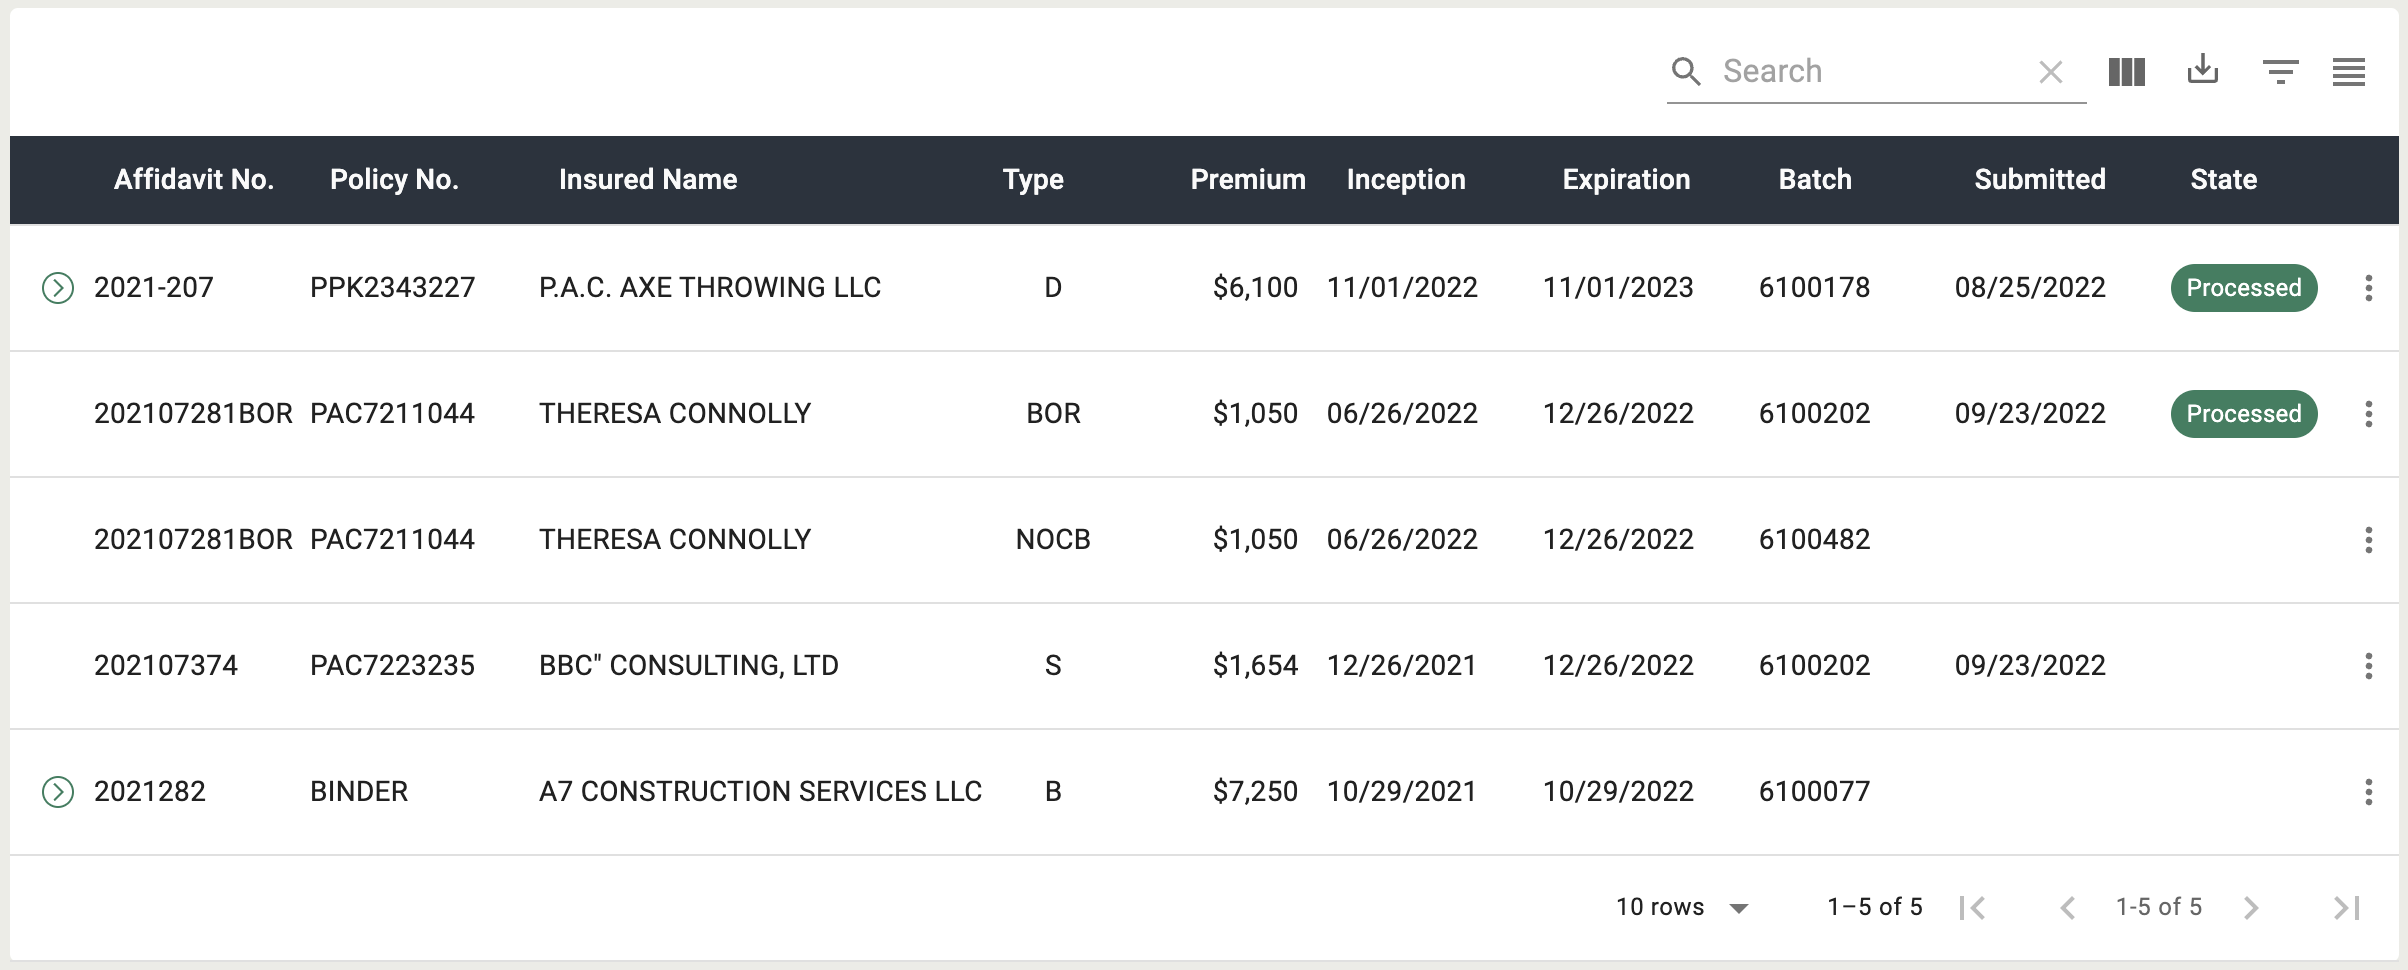 Search
Affidavit No. Policy No. Insured Name Type Premium Inception Expiration Batch Submitted State
2021-207 PPK2343227 P.A.C. AXE THROWING LLC D $6,100 11/01/2022 11/01/2023 6100178 08/25/2022 Processed
202107281BOR PAC7211044 THERESA CONNOLLY BOR $1,050 06/26/2022 12/26/2022 6100202 09/23/2022 Processed
202107281BOR PAC7211044 THERESA CONNOLLY NOCB $1,050 06/26/2022 12/26/2022 6100482
202107374 PAC7223235 BBC" CONSULTING, LTD S $1,654 12/26/2021 12/26/2022 6100202 09/23/2022
2021282 BINDER A7 CONSTRUCTION SERVICES LLC B $7,250 10/29/2021 10/29/2022 6100077
10 rows 1–5 of 5 1-5 of 5